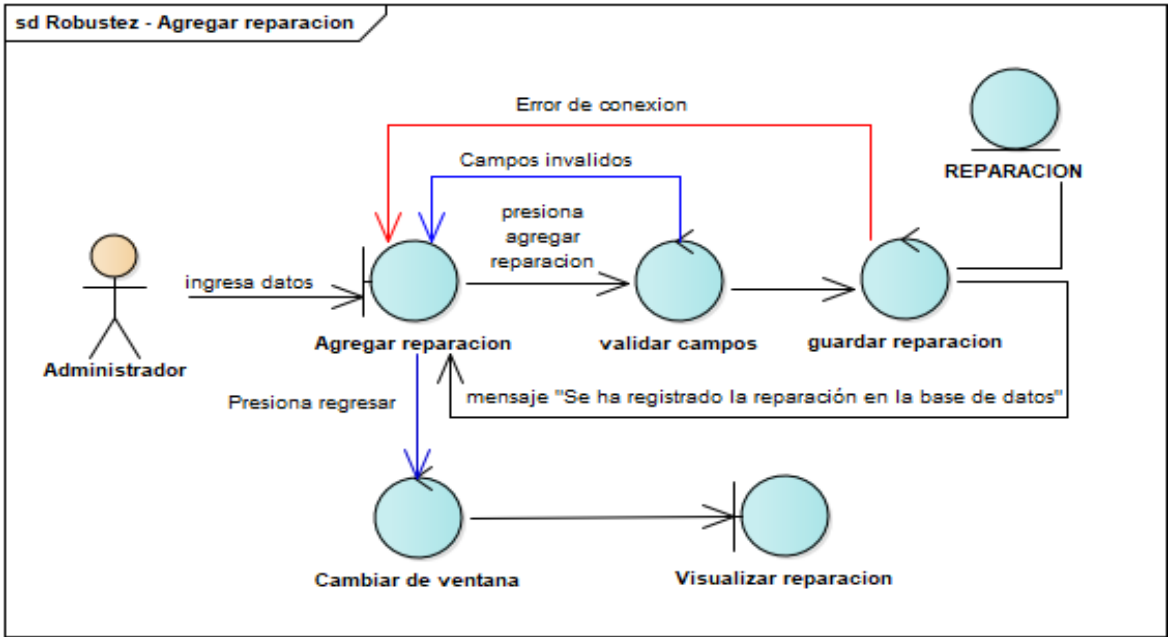 sd Robustez - Agregar reparacion
Error de conexion
REPARACION
Campos invalidos
presiona
agregar
reparacion
ingresa datos
Agregar reparacion
validar campos
guardar reparacion
Administrador
Presiona regresar
mensaje "Se ha registrado la reparación en la base de datos"
Cambiar de ventana
Visualizar reparacion